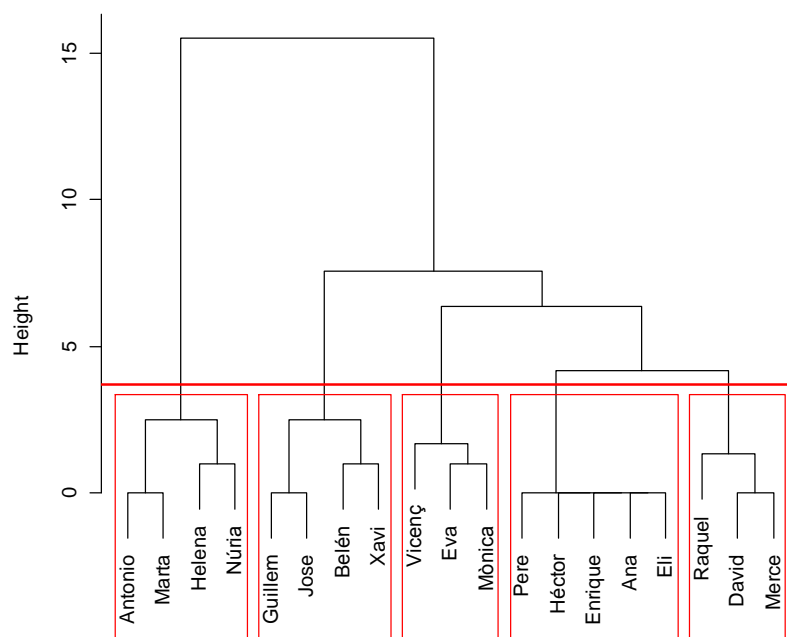 15
10
5
0
Height
Antonio
Marta
Helena
Núria
Guillem
Jose
Belén
Xavi
Vicenç
Eva
Mònica
Pere
Héctor
Enrique
Ana
Eli
Raquel
David
Merce